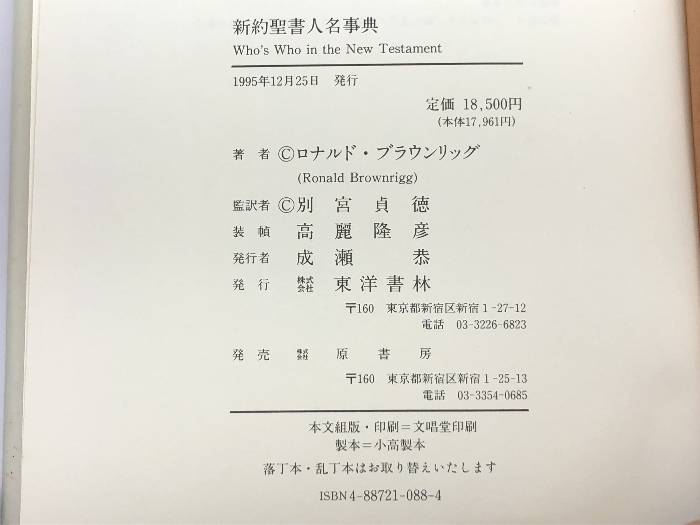 新約聖書人名事典
Who's Who in the New Testament
1995年12月25日 発行
定価 18,500円
(本体17,961円)
著 者 ©ロナルド・ブラウンリッグ
(Ronald Brownrigg)
監訳者 ©別 宮 貞 徳
装 幀 高 麗 隆 彦
発行者 成 瀬 恭
発 行 株式会社 東 洋 書 林
〒160 東京都新宿区新宿 1-27-12
電話 03-3226-6823
発 売 株式会社 原 書 房
〒160 東京都新宿区新宿 1-25-13
電話 03-3354-0685
本文組版・印刷=文唱堂印刷
製本=小高製本
落丁本・乱丁本はお取り替えいたします
ISBN4-88721-088-4